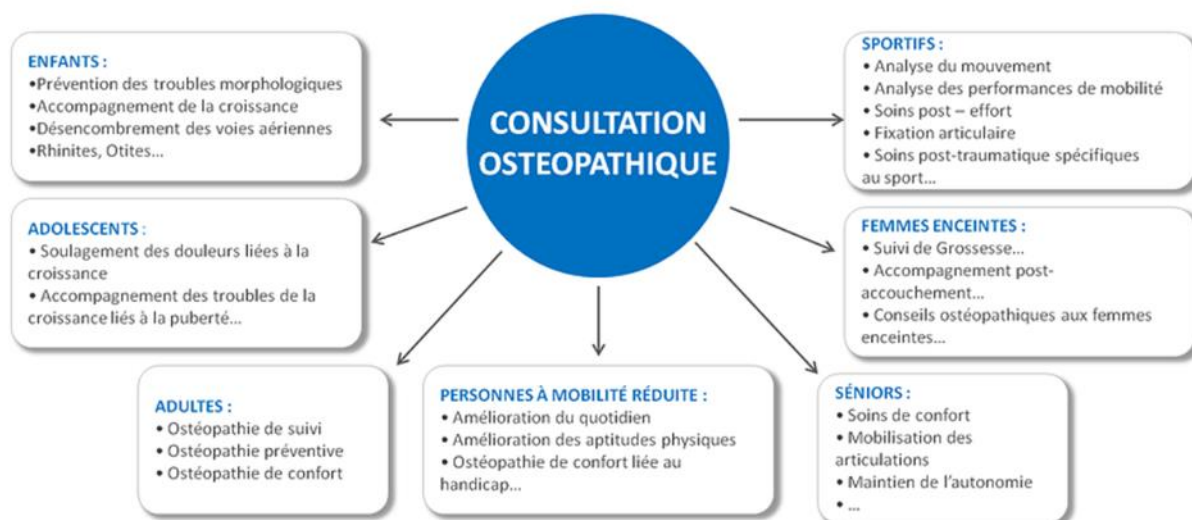 ENFANTS :
•Prévention des troubles morphologiques
•Accompagnement de la croissance
•Désencombrement des voies aériennes
•Rhinites, Otites...
ADOLESCENTS :
• Soulagement des douleurs liées à la
croissance
• Accompagnement des troubles de la
croissance liés à la puberté...
ADULTES :
• Ostéopathie de suivi
• Ostéopathie préventive
• Ostéopathie de confort
CONSULTATION
OSTEOPATHIQUE
PERSONNES À MOBILITÉ RÉDUITE :
• Amélioration du quotidien
• Amélioration des aptitudes physiques
• Ostéopathie de confort liée au
handicap...
SPORTIFS :
• Analyse du mouvement
• Analyse des performances de mobilité
• Soins post – effort
• Fixation articulaire
• Soins post-traumatique spécifiques
au sport...
FEMMES ENCEINTES :
• Suivi de Grossesse...
• Accompagnement post-
accouchement...
• Conseils ostéopathiques aux femmes
enceintes...
SÉNIORS :
• Soins de confort
• Mobilisation des
articulations
• Maintien de l'autonomie
• ...